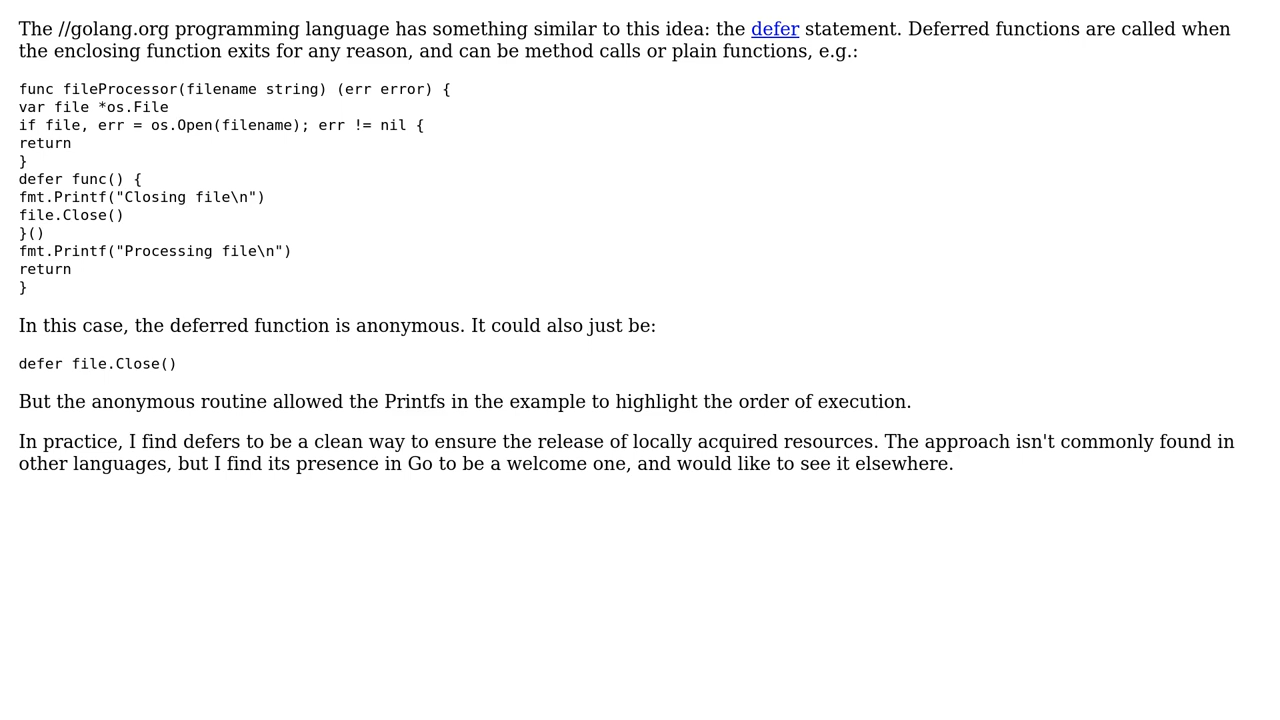 The //golang.org programming language has something similar to this idea: the defer statement. Deferred functions are called when
the enclosing function exits for any reason, and can be method calls or plain functions, e.g.:
func fileProcessor(filename string) (err error) {
var file *os.File
if file, err = os.Open(filename); err != nil {
return
}
defer func() {
fmt.Printf("Closing file\n")
file.Close()
}()
fmt.Printf("Processing file\n")
return
}
In this case, the deferred function is anonymous. It could also just be:
defer file.Close()
But the anonymous routine allowed the Printfs in the example to highlight the order of execution.
In practice, I find defers to be a clean way to ensure the release of locally acquired resources. The approach isn't commonly found in
other languages, but I find its presence in Go to be a welcome one, and would like to see it elsewhere.